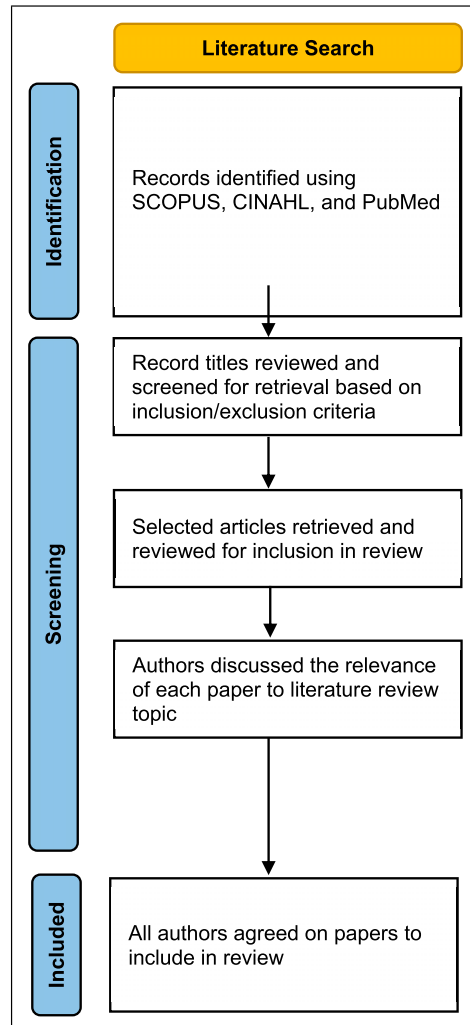 Literature Search
Identification
Records identified using
SCOPUS, CINAHL, and PubMed
Screening
Record titles reviewed and
screened for retrieval based on
inclusion/exclusion criteria
Selected articles retrieved and
reviewed for inclusion in review
Authors discussed the relevance
of each paper to literature review
topic
Included
All authors agreed on papers to
include in review